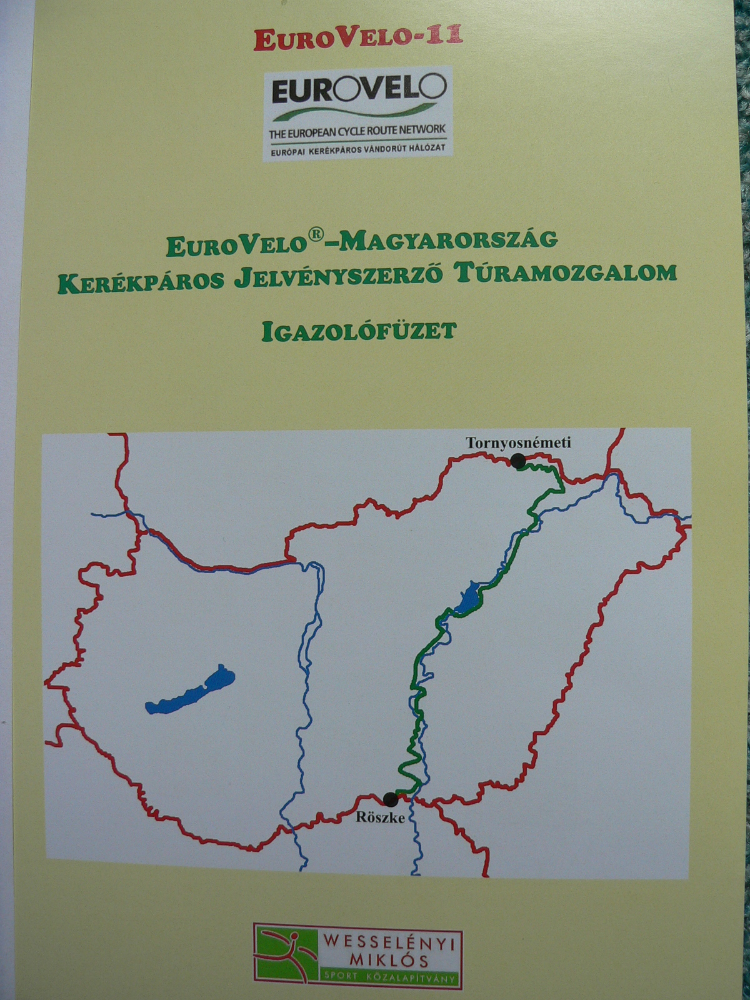 EUROVELO-11
EUROVELO
THE EUROPEAN CYCLE ROUTE NETWORK
EURÓPAI KERÉKPÁROS VÁNDORÚT HÁLÓZAT
EUROVELO®–MAGYARORSZÁG
KERÉKPÁROS JELVÉNYSZERZŐ TÚRAMOZGALOM
IGAZOLÓFÜZET
Tornyosnémeti
Röszke
WESSELÉNYI
MIKLÓS
SPORT KÖZALAPÍTVÁNY